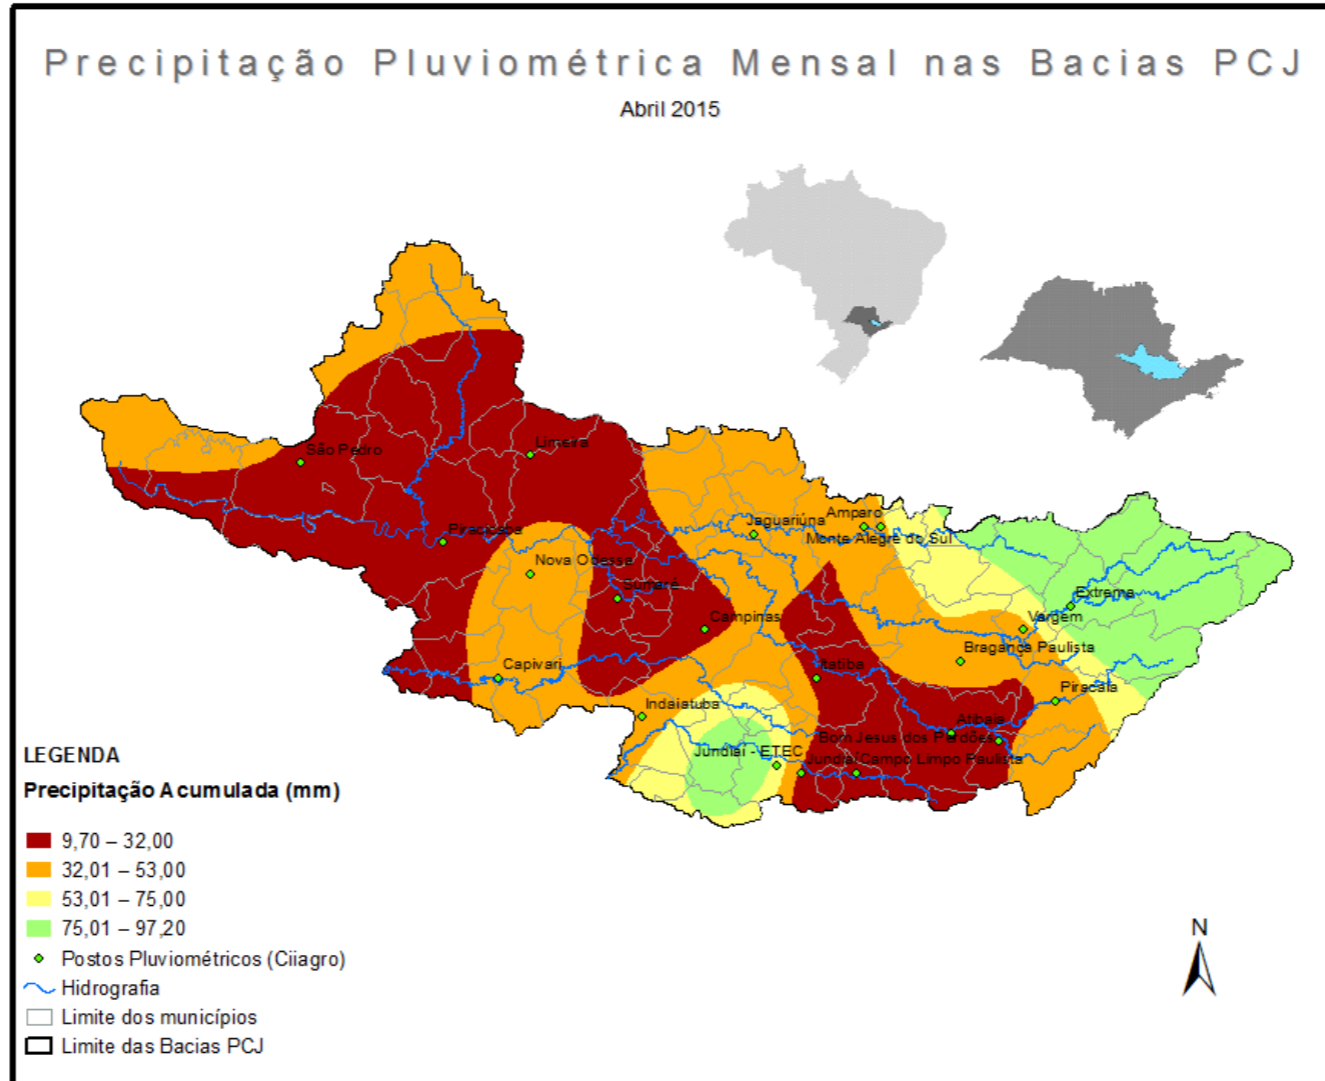 Precipitação Pluviométrica Mensal nas Bacias PCJ
Abril 2015
São Pedro
Limeira
Piracicaba
Nova Odessa
Sumaré
Campinas
Capivari
Indaiatuba
Jaguariúna
Amparo
Monte Alegre do Sul
Extrema
Vargem
Bragança Paulista
Piracaia
Itatiba
Atibaia
Bom Jesus dos Perdões
Jundiaí - ETEC
Jundiaí
Campo Limpo Paulista
LEGENDA
Precipitação Acumulada (mm)
9,70 – 32,00
32,01 – 53,00
53,01 – 75,00
75,01 – 97,20
Postos Pluviométricos (Ciiagro)
Hidrografia
Limite dos municípios
Limite das Bacias PCJ
N